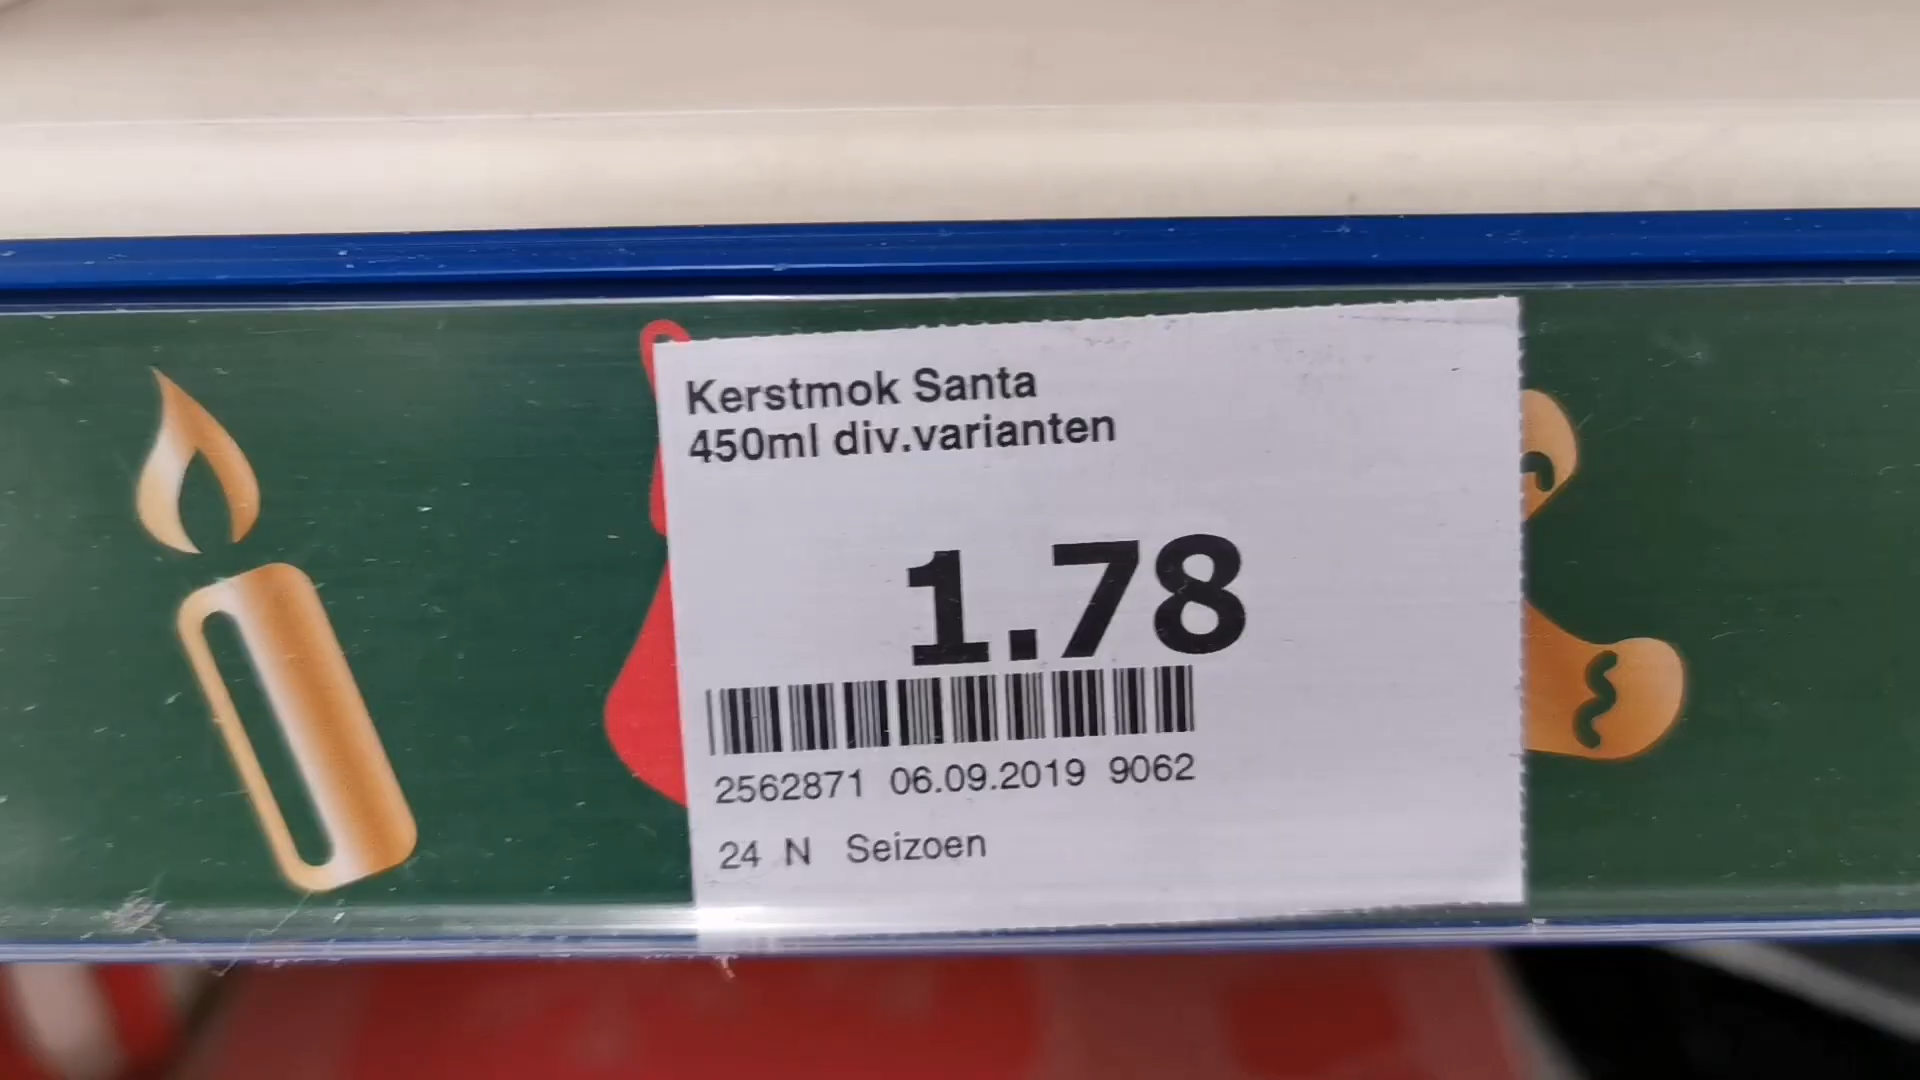 Kerstmok Santa
450ml div.varianten
1.78
2562871 06.09.2019 9062
24 N Seizoen